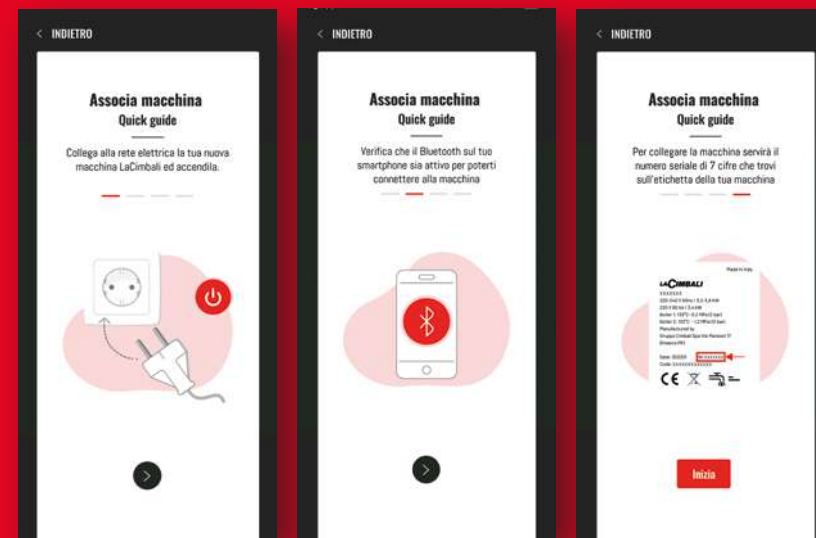 < INDIETRO
Associa macchina
Quick guide
Collega alla rete elettrica la tua nuova
macchina LaCimbali ed accendila.
< INDIETRO
Associa macchina
Quick guide
Verifica che il Bluetooth sul tuo
smartphone sia attivo per poterti
connettere alla macchina
< INDIETRO
Associa macchina
Quick guide
Per collegare la macchina servirà il
numero seriale di 7 cifre che trovi
sull'etichetta della tua macchina
Made in Italy
LACIMBALI
Manufactured by
CE
Inizia